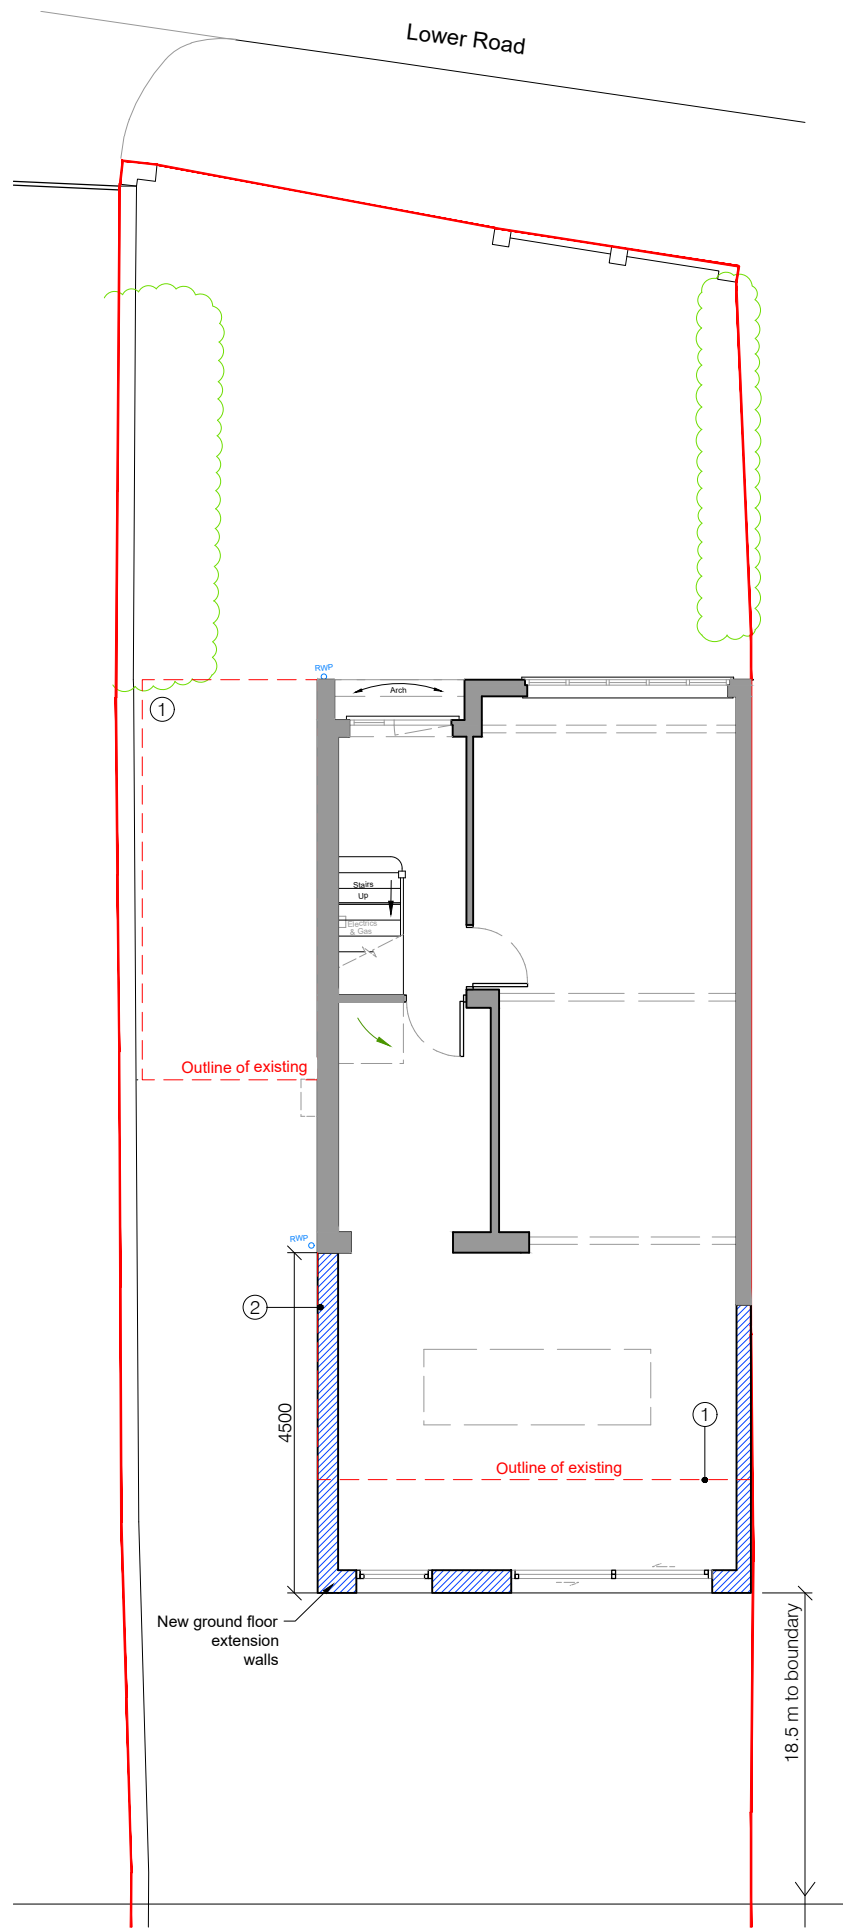 Lower Road
RWP
Arch
1
Stairs
Up
Electrics
& Gas
Outline of existing
RWP
2
4500
1
Outline of existing
New ground floor
extension
walls
18.5 m to boundary